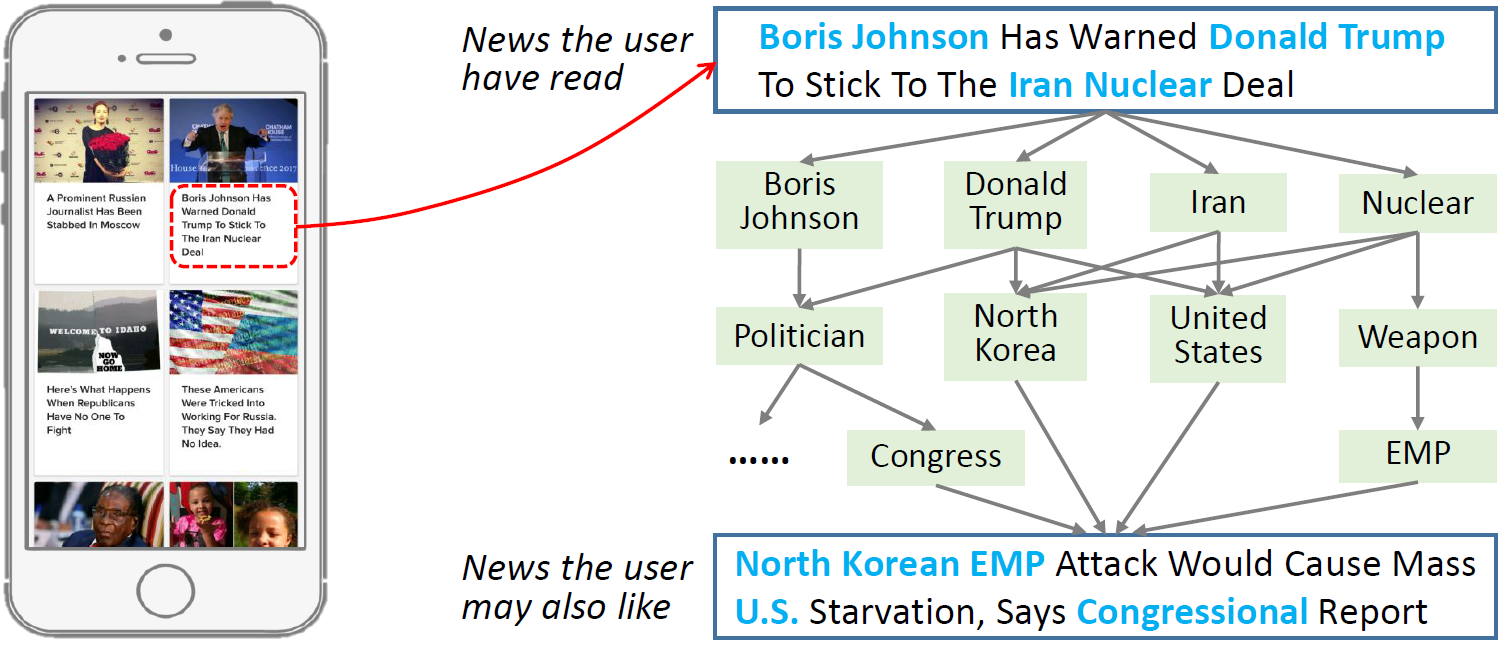 News the user
have read
Boris Johnson Has Warned Donald Trump
To Stick To The Iran Nuclear Deal
CHATHAM
HOUSE
House
ence 2017
A Prominent Russian
Journalist Has Been
Stabbed In Moscow
Boris Johnson Has
Warned Donald
Trump To Stick To
The Iran Nuclear
Deal
WELCOME TO IDAHO
NOW
GO
HOME
Here's What Happens
When Republicans
Have No One To
Fight
These Americans
Were Tricked Into
Working For Russia.
They Say They Had
No Idea.
Boris
Johnson
Donald
Trump
Iran
Nuclear
Politician
North
Korea
United
States
Weapon
......
Congress
EMP
News the user
may also like
North Korean EMP Attack Would Cause Mass
U.S. Starvation, Says Congressional Report